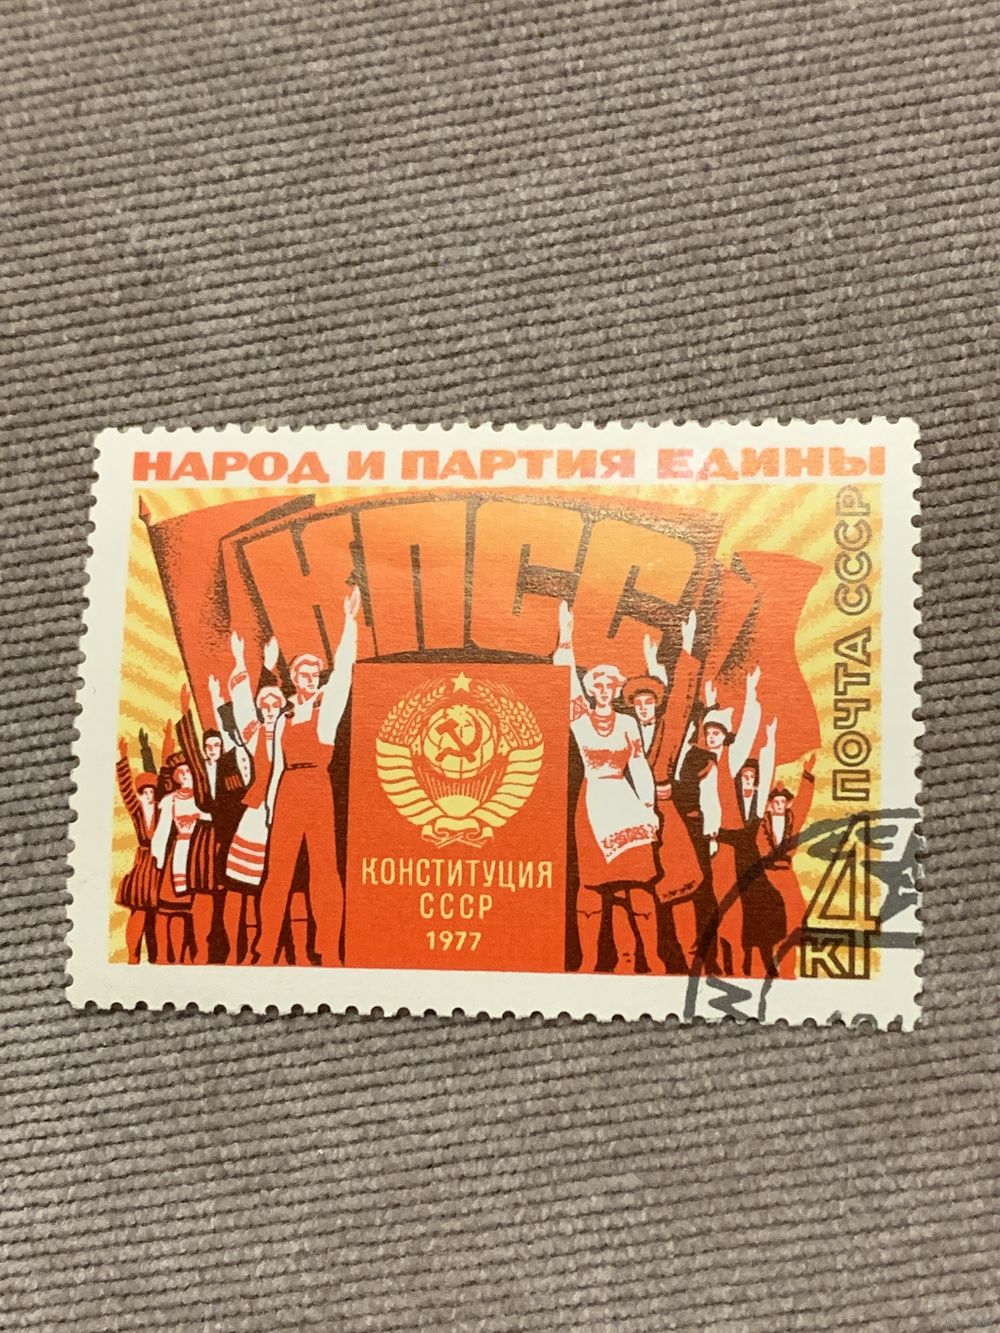 НАРОД И ПАРТИЯ ЕДИНЫ
КПСС
ПОЧТА СССР
КОНСТИТУЦИЯ
СССР
1977
4
К